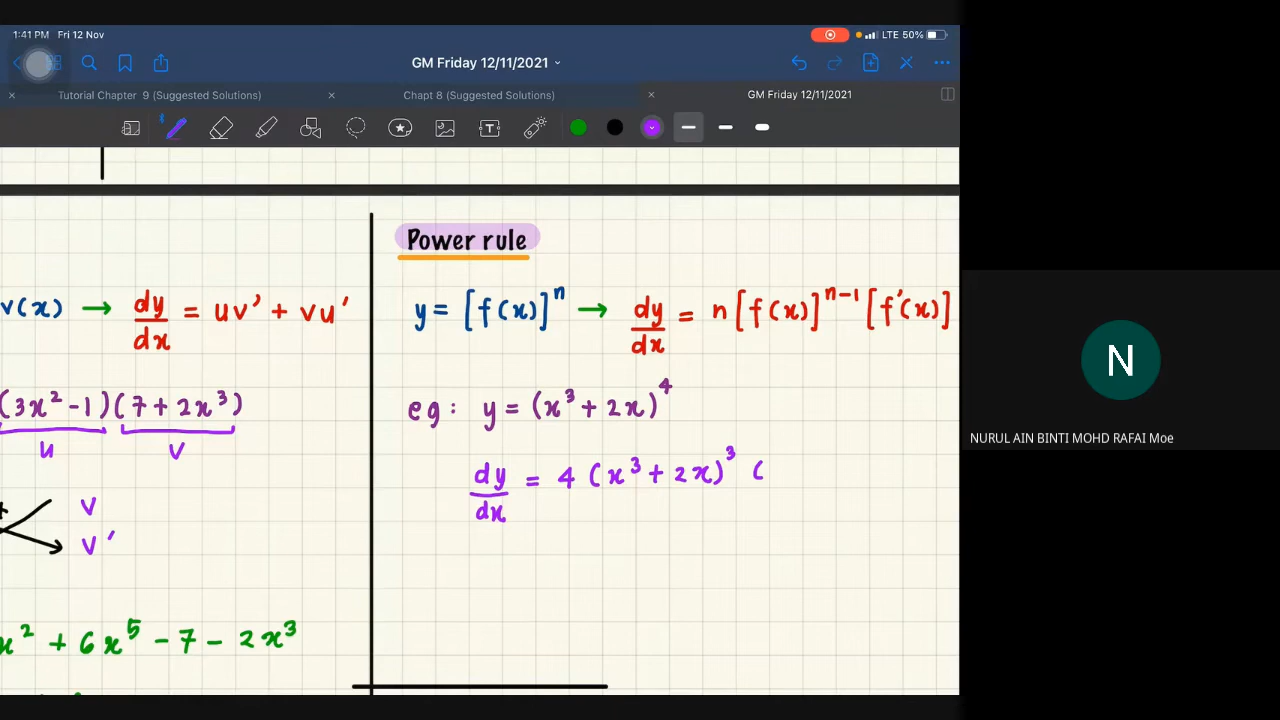 1:41 PM Fri 12 Nov
LTE 50%
GM Friday 12/11/2021
Tutorial Chapter 9 (Suggested Solutions)
Chapt 8 (Suggested Solutions)
GM Friday 12/11/2021
Power rule
v(x) → dy/dx = uv' + vu'
y = [f(x)]^n → dy/dx = n[f(x)]^(n-1) [f'(x)]
(3x² - 1)(7 + 2x³)
u v
eg: y = (x³ + 2x)⁴
dy/dx = 4 (x³ + 2x)³ (
v
v'
x² + 6x⁵ - 7 - 2x³
N
NURUL AIN BINTI MOHD RAFAI Moe